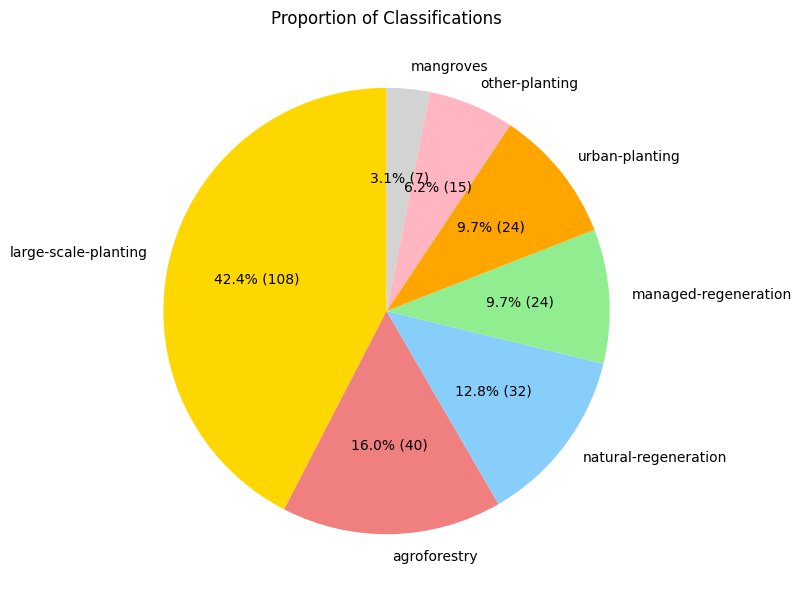 Proportion of Classifications
mangroves
other-planting
urban-planting
managed-regeneration
natural-regeneration
agroforestry
large-scale-planting
3.1% (7)
6.2% (15)
9.7% (24)
9.7% (24)
12.8% (32)
16.0% (40)
42.4% (108)